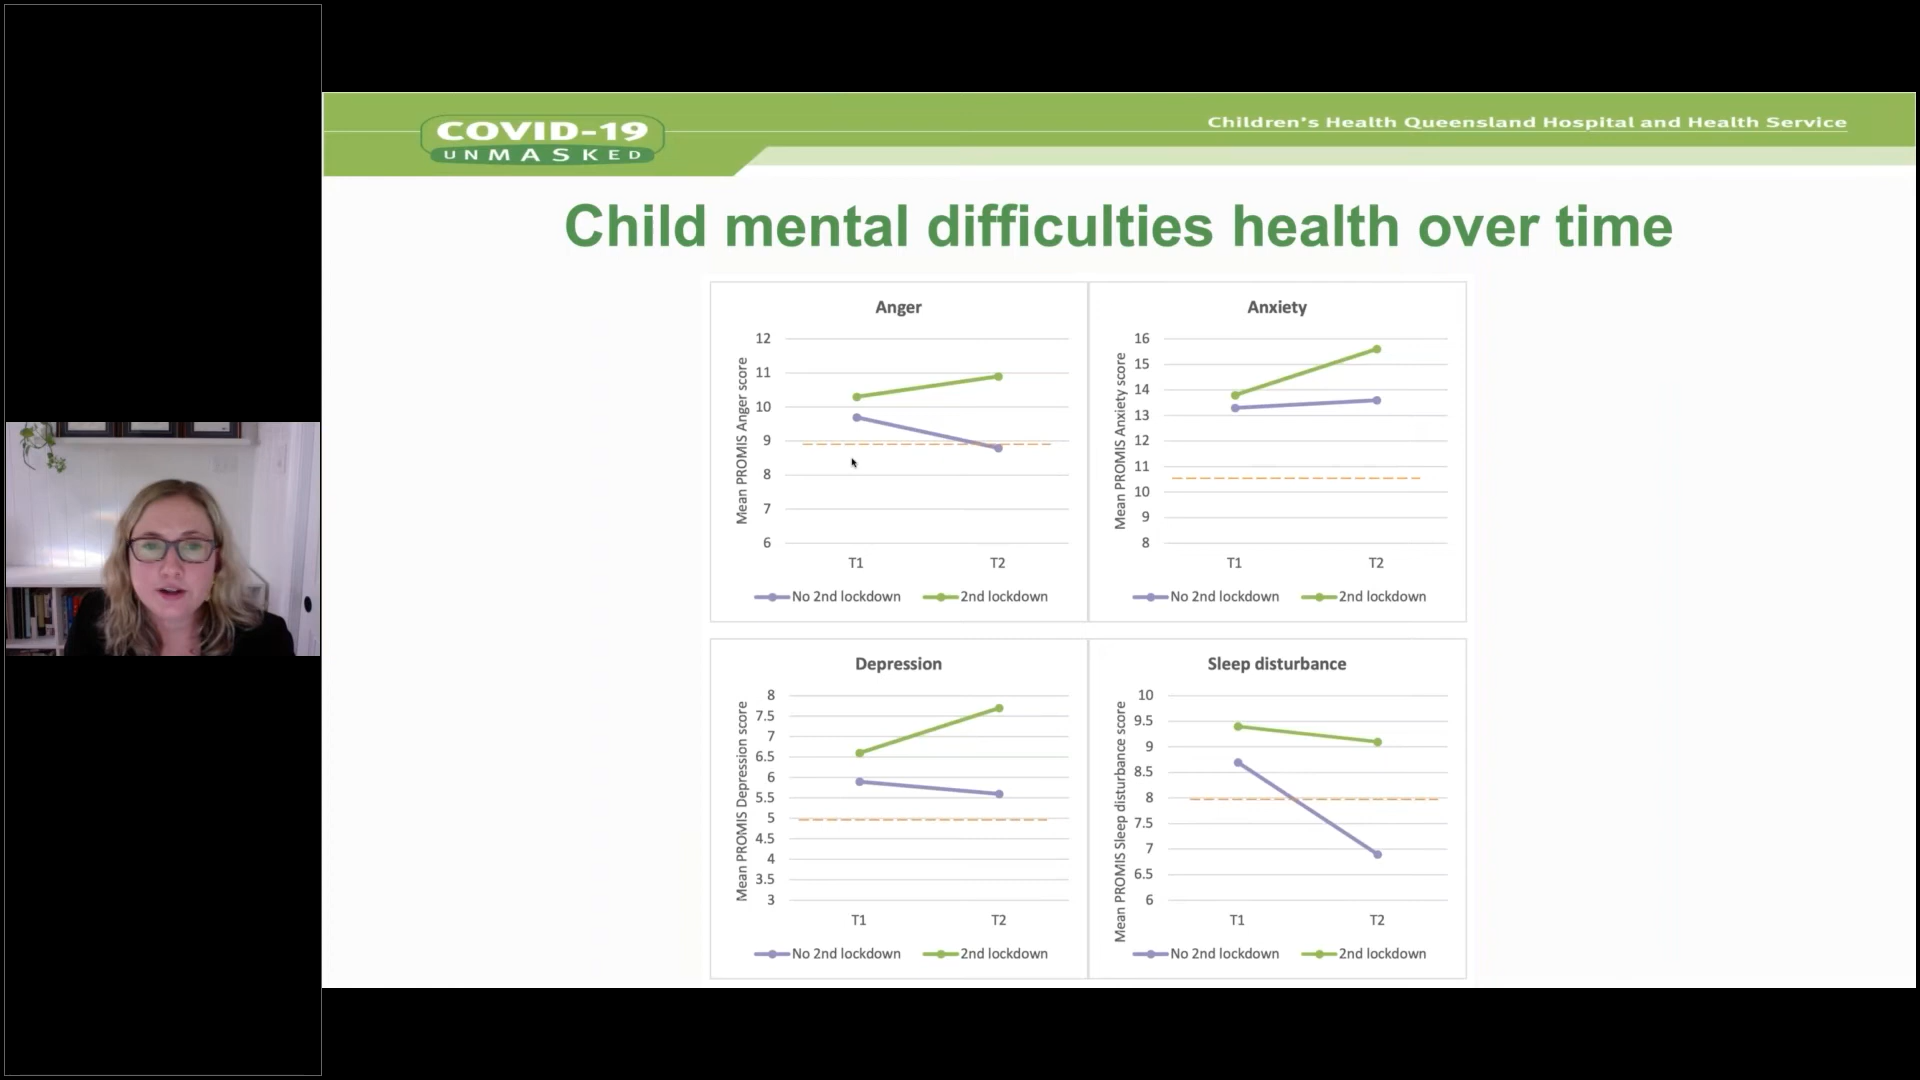 COVID-19
UNMASKED
Children's Health Queensland Hospital and Health Service
Child mental difficulties health over time
Anger
Mean PROMIS Anger score
12
11
10
9
8
7
6
T1 T2
No 2nd lockdown 2nd lockdown
Anxiety
Mean PROMIS Anxiety score
16
15
14
13
12
11
10
9
8
T1 T2
No 2nd lockdown 2nd lockdown
Depression
Mean PROMIS Depression score
8
7.5
7
6.5
6
5.5
5
4.5
4
3.5
3
T1 T2
No 2nd lockdown 2nd lockdown
Sleep disturbance
Mean PROMIS Sleep disturbance score
10
9.5
9
8.5
8
7.5
7
6.5
6
T1 T2
No 2nd lockdown 2nd lockdown